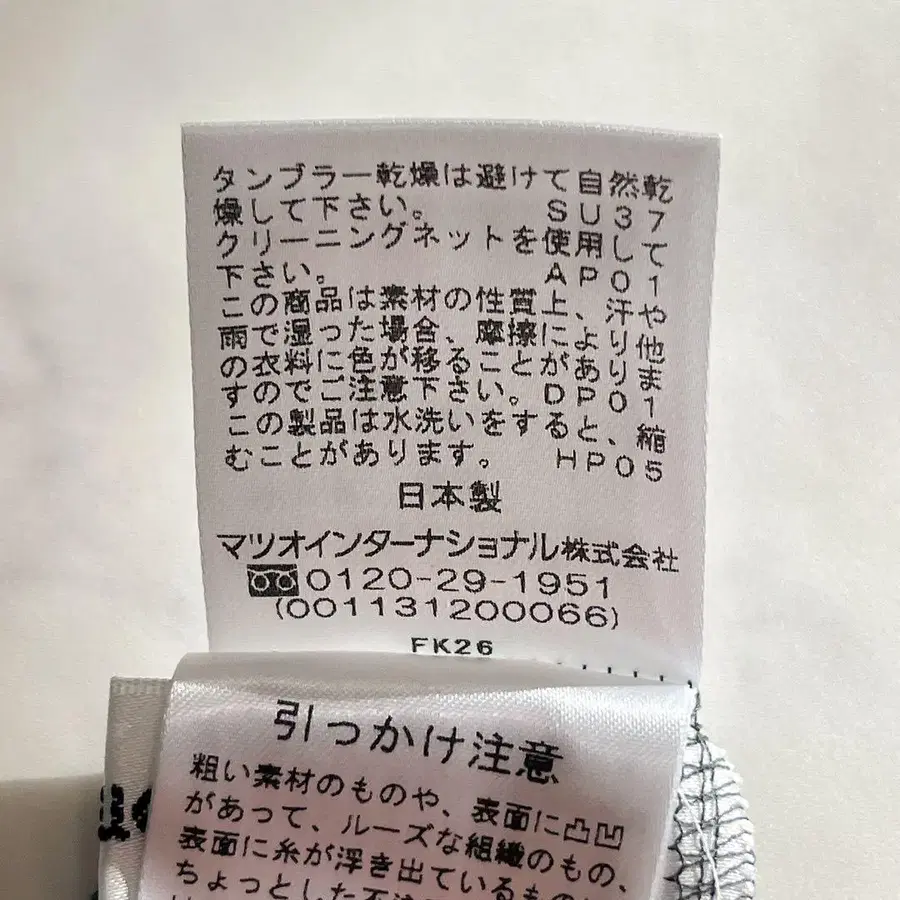 タンブラー乾燥は避けて自然乾
燥して下さい。 SU37
クリーニングネットを使用して
下さい。 AP01
この商品は素材の性質上、汗や
雨で湿った場合、摩擦により他
の衣料に色が移ることがありま
すのでご注意下さい。DP01
この製品は水洗いをすると、縮
むことがあります。 HP05
日本製
マツオインターナショナル株式会社
0120-29-1951
(001131200066)
FK26
引っかけ注意
粗い素材のものや、表面に凸凹
があって、ルーズな組織のもの、
表面に糸が浮き出ているものは
ちょっとした不注